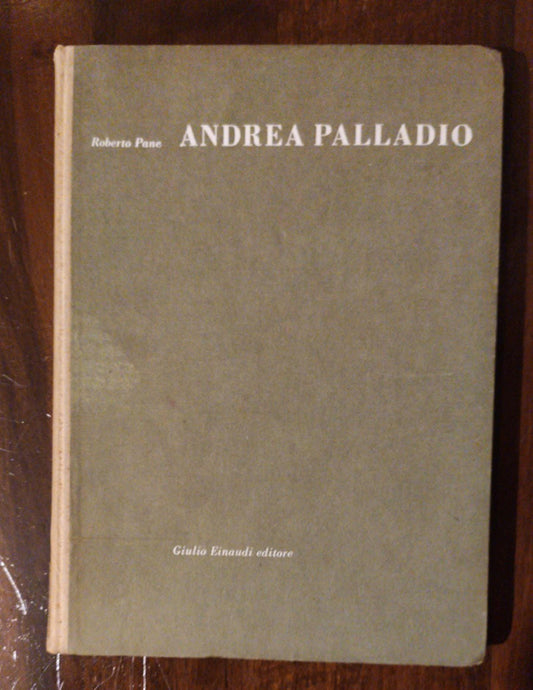 Roberto Pane ANDREA PALLADIO
Giulio Einaudi editore